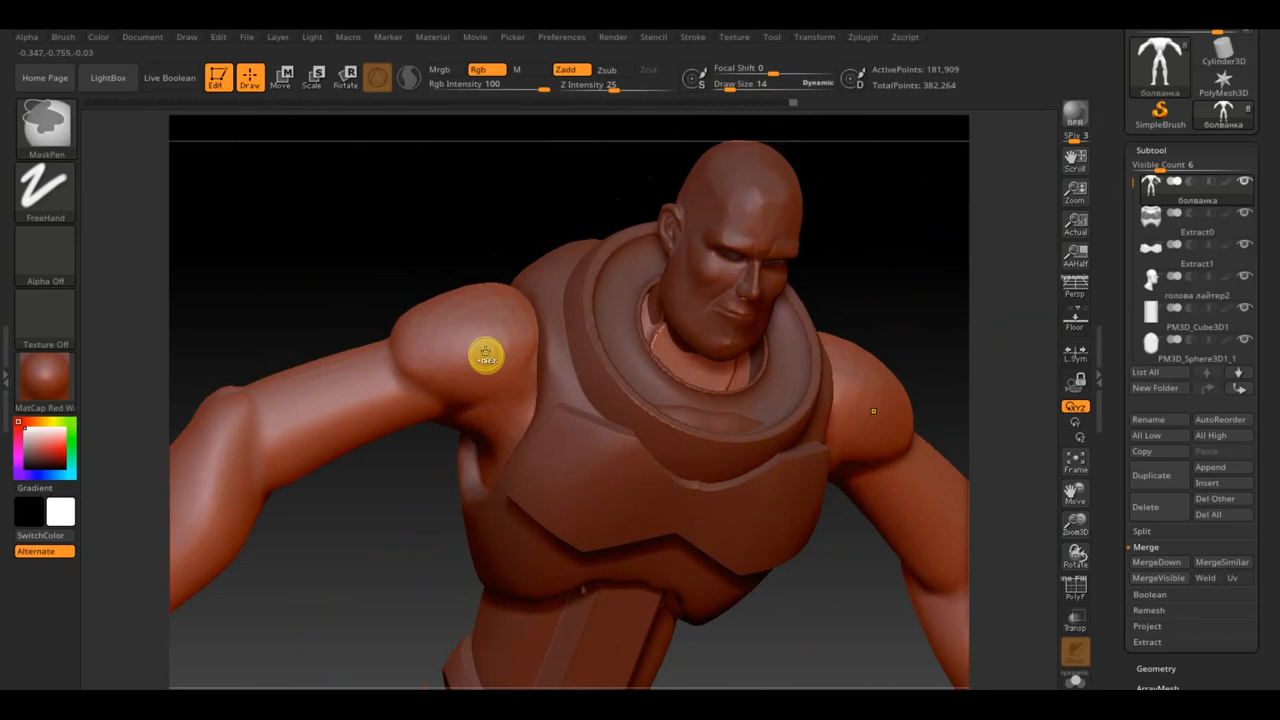 Alpha Brush Color Document Draw Edit File Layer Light Macro Marker Material Movie Picker Preferences Render Stencil Stroke Texture Tool Transform Zplugin Zscript
-0.347,-0.755,-0.03
Home Page
LightBox
Live Boolean
Edit
Draw
Move
Scale
Rotate
Mrgb
Rgb
M
Rgb Intensity 100
Zadd
Zsub
Zcut
Z Intensity 25
S
Focal Shift 0
Draw Size 14
Dynamic
D
ActivePoints: 181,909
TotalPoints: 382,264
MaskPen
FreeHand
Alpha Off
Texture Off
MatCap Red W
Gradient
SwitchColor
Alternate
BPR
SPix 3
Scroll
Zoom
Actual
AAHalf
Persp
Floor
L.Sym
XYZ
Frame
Move
Zoom3D
Rotate
PolyF
Transp
8
болванка
Cylinder3D
PolyMesh3D
SimpleBrush
8
болванка
Subtool
Visible Count 6
болванка
Extract0
Extract1
голова лайтер2
PM3D_Cube3D1
PM3D_Sphere3D1_1
List All
New Folder
Rename
AutoReorder
All Low
All High
Copy
Paste
Duplicate
Append
Insert
Delete
Del Other
Del All
Split
Merge
MergeDown
MergeSimilar
MergeVisible
Weld
Uv
Boolean
Remesh
Project
Extract
Geometry